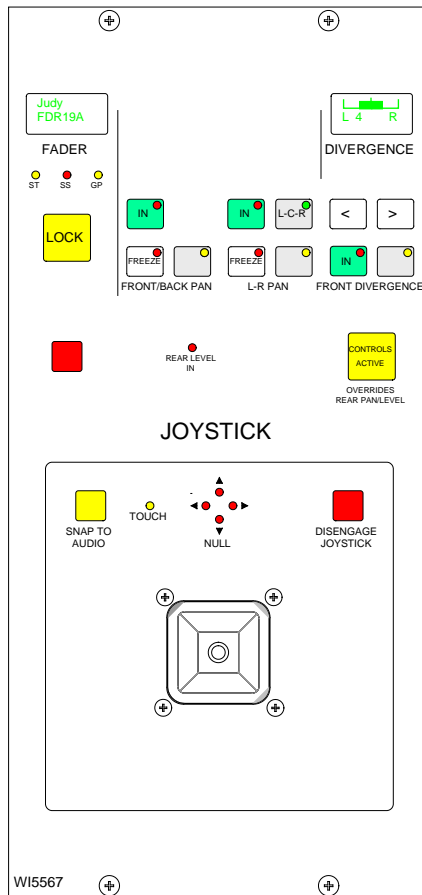 Judy
FDR19A
L 4 R
FADER
DIVERGENCE
ST SS GP
IN
IN
L-C-R
<
>
LOCK
FREEZE
FREEZE
IN
FRONT/BACK PAN
L-R PAN
FRONT DIVERGENCE
REAR LEVEL
IN
CONTROLS
ACTIVE
OVERRIDES
REAR PAN/LEVEL
JOYSTICK
SNAP TO
AUDIO
TOUCH
NULL
DISENGAGE
JOYSTICK
WI5567